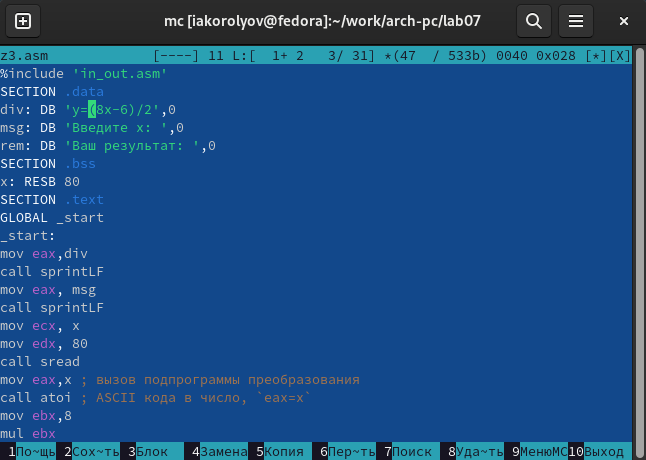 mc [iakorolyov@fedora]:~/work/arch-pc/lab07
z3.asm [----] 11 L:[ 1+ 2 3/ 31] *(47 / 533b) 0040 0x028 [*][X]
%include 'in_out.asm'
SECTION .data
div: DB 'y=(8x-6)/2',0
msg: DB 'Введите x: ',0
rem: DB 'Ваш результат: ',0
SECTION .bss
x: RESB 80
SECTION .text
GLOBAL _start
_start:
mov eax,div
call sprintLF
mov eax, msg
call sprintLF
mov ecx, x
mov edx, 80
call sread
mov eax,x ; вызов подпрограммы преобразования
call atoi ; ASCII кода в число, `eax=x`
mov ebx,8
mul ebx
1По~щь 2Сох~ть 3Блок 4Замена 5Копия 6Пер~ть 7Поиск 8Уда~ть 9МенюMC 10Выход